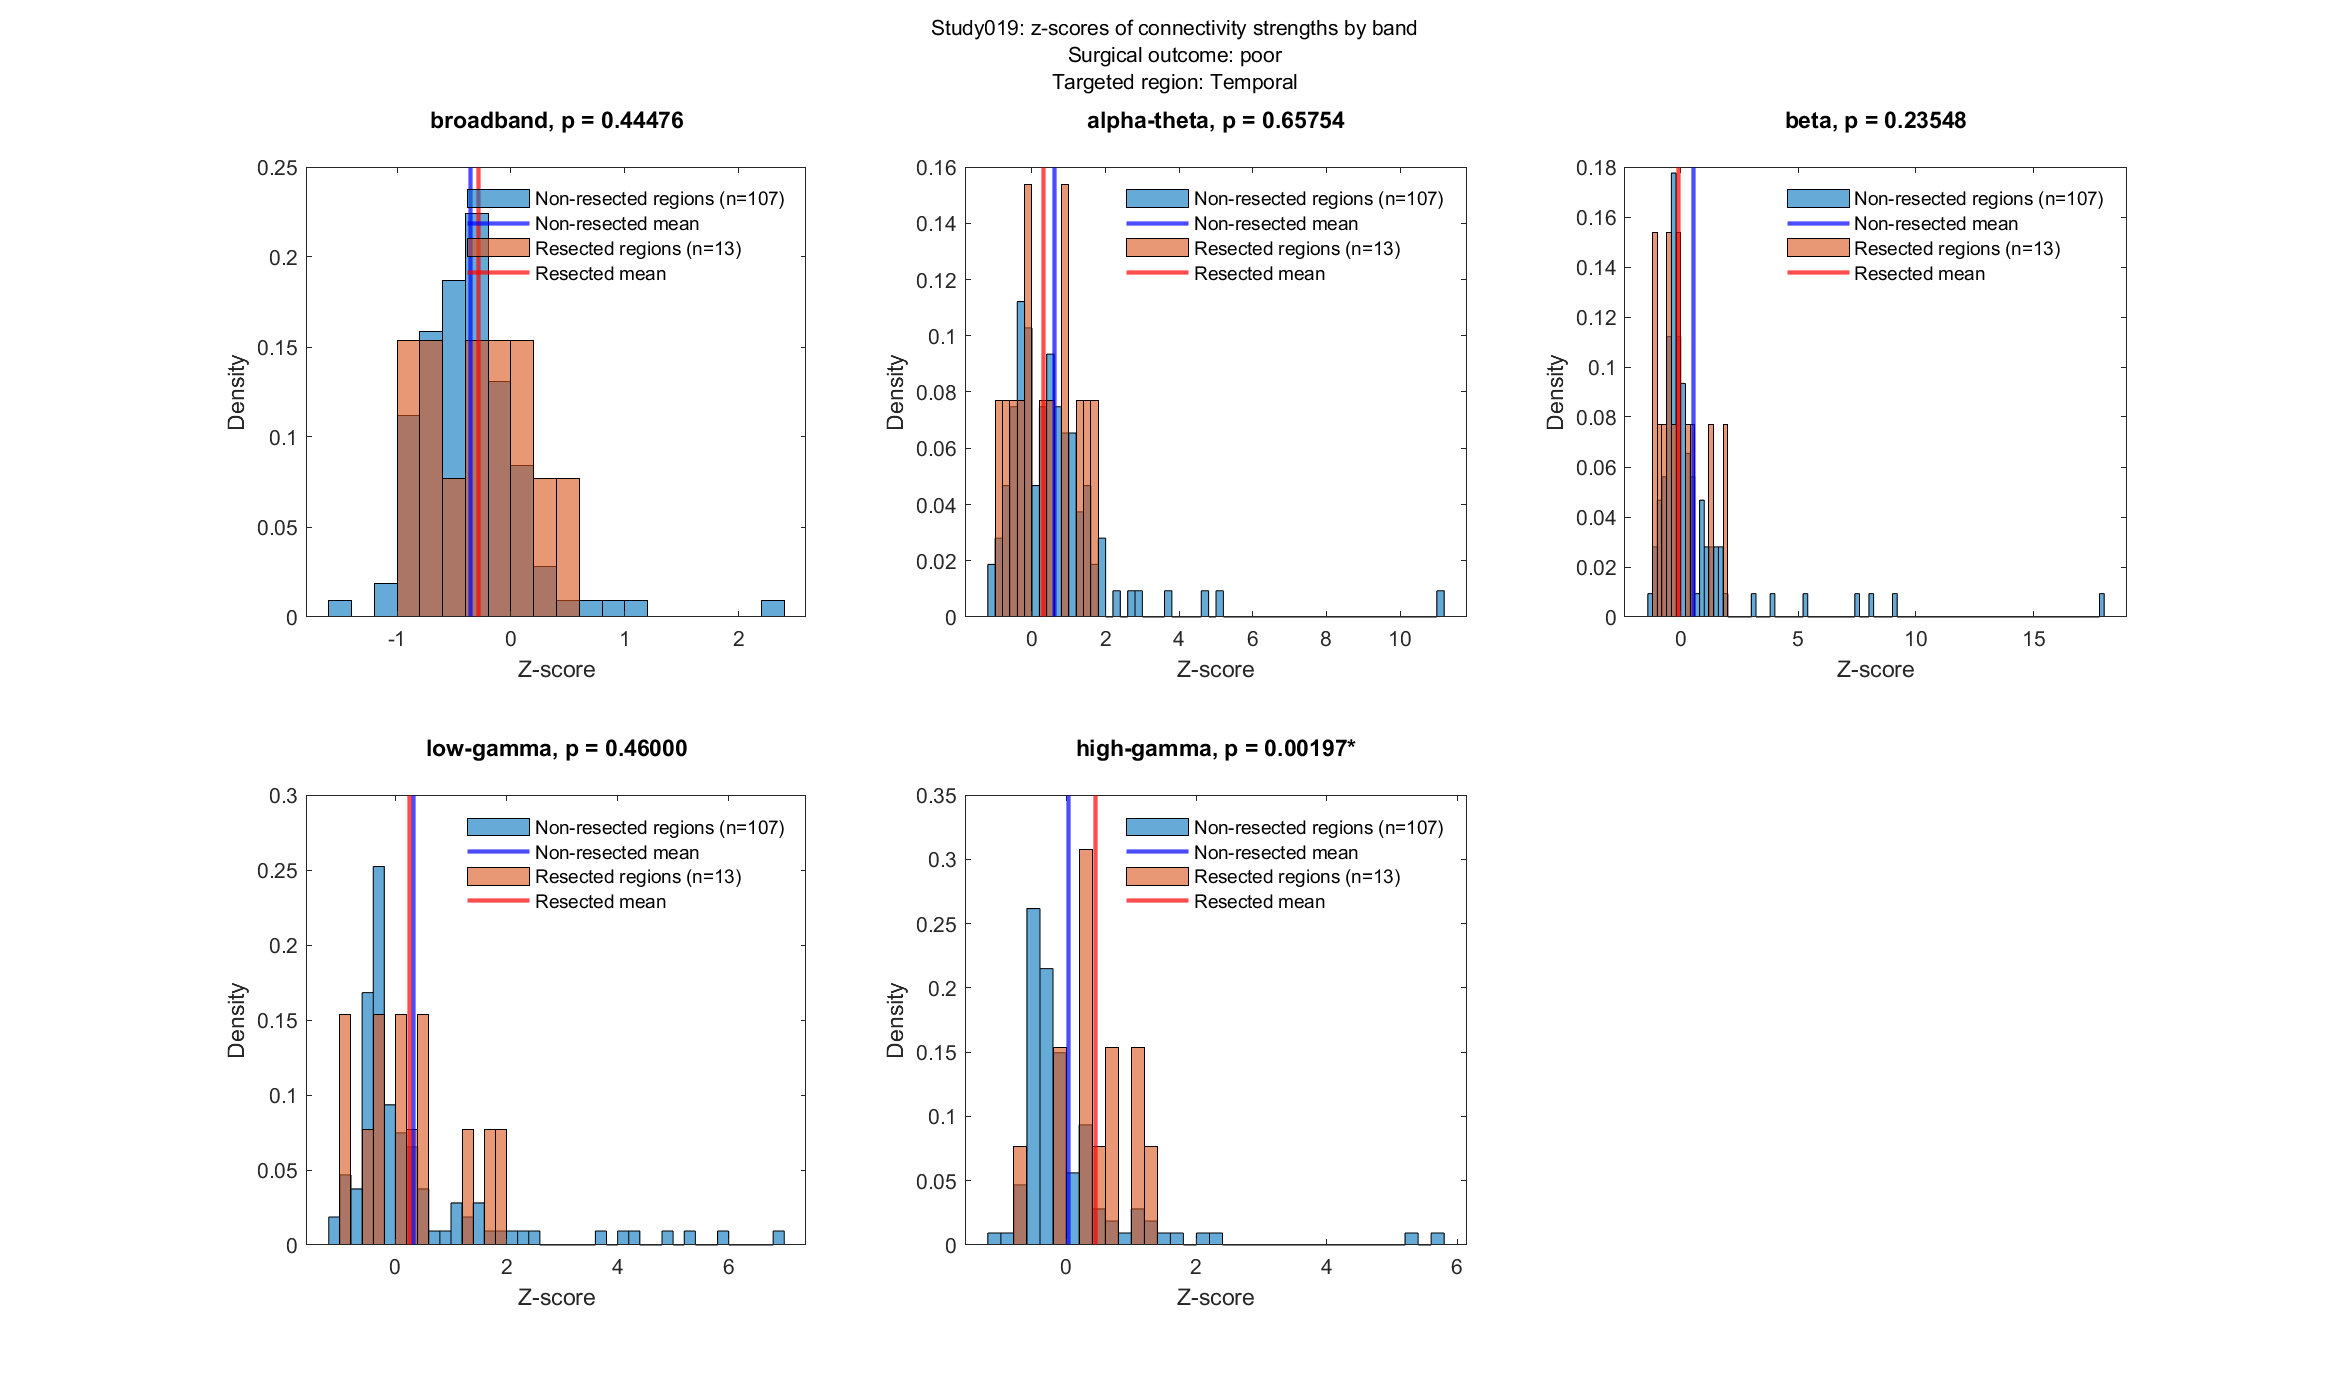 Study019: z-scores of connectivity strengths by band
Surgical outcome: poor
Targeted region: Temporal
broadband, p = 0.44476
0.25
0.2
0.15
0.1
0.05
0
Density
Non-resected regions (n=107)
Non-resected mean
Resected regions (n=13)
Resected mean
-1 0 1 2
Z-score
alpha-theta, p = 0.65754
0.16
0.14
0.12
0.1
0.08
0.06
0.04
0.02
0
Density
Non-resected regions (n=107)
Non-resected mean
Resected regions (n=13)
Resected mean
0 2 4 6 8 10
Z-score
beta, p = 0.23548
0.18
0.16
0.14
0.12
0.1
0.08
0.06
0.04
0.02
0
Density
Non-resected regions (n=107)
Non-resected mean
Resected regions (n=13)
Resected mean
0 5 10 15
Z-score
low-gamma, p = 0.46000
0.3
0.25
0.2
0.15
0.1
0.05
0
Density
Non-resected regions (n=107)
Non-resected mean
Resected regions (n=13)
Resected mean
0 2 4 6
Z-score
high-gamma, p = 0.00197*
0.35
0.3
0.25
0.2
0.15
0.1
0.05
0
Density
Non-resected regions (n=107)
Non-resected mean
Resected regions (n=13)
Resected mean
0 2 4 6
Z-score